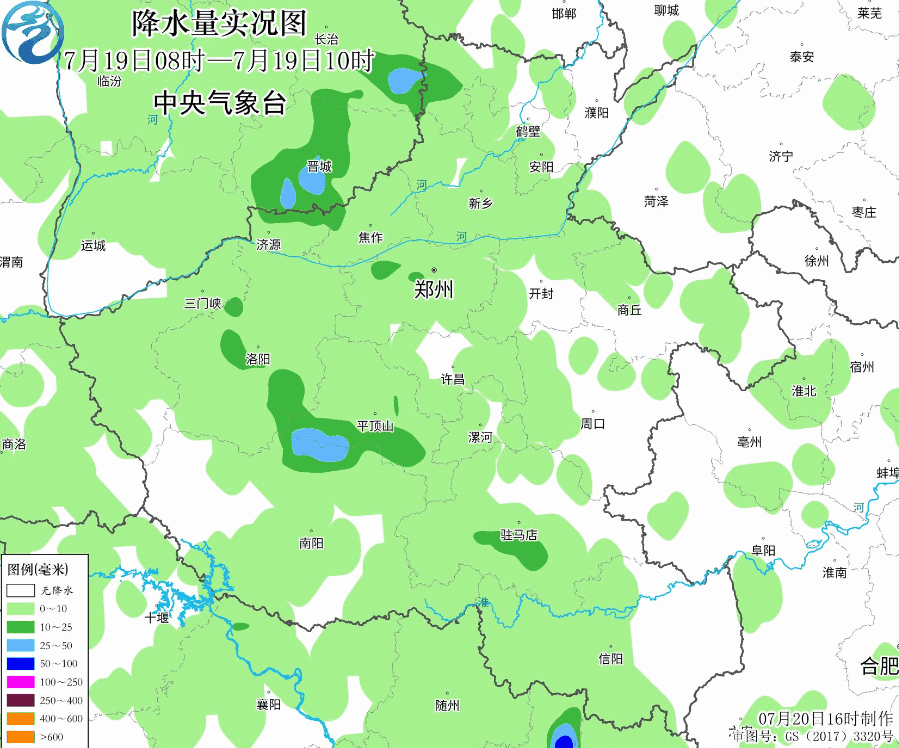 降水量实况图
7月19日08时—7月19日10时
中央气象台
长治
临汾
河
邯郸
聊城
莱芜
泰安
濮阳
鹤壁
安阳
济宁
晋城
河
新乡
菏泽
枣庄
运城
济源
焦作
河
徐州
渭南
郑州
开封
三门峡
商丘
洛阳
许昌
宿州
淮北
平顶山
漯河
周口
商洛
亳州
蚌埠
河
南阳
驻马店
阜阳
淮南
淮
十堰
信阳
合肥
襄阳
随州
图例(毫米)
无降水
0～10
10～25
25～50
50～100
100～250
250～400
400～600
>600
07月20日16时制作
审图号：GS（2017）3320号